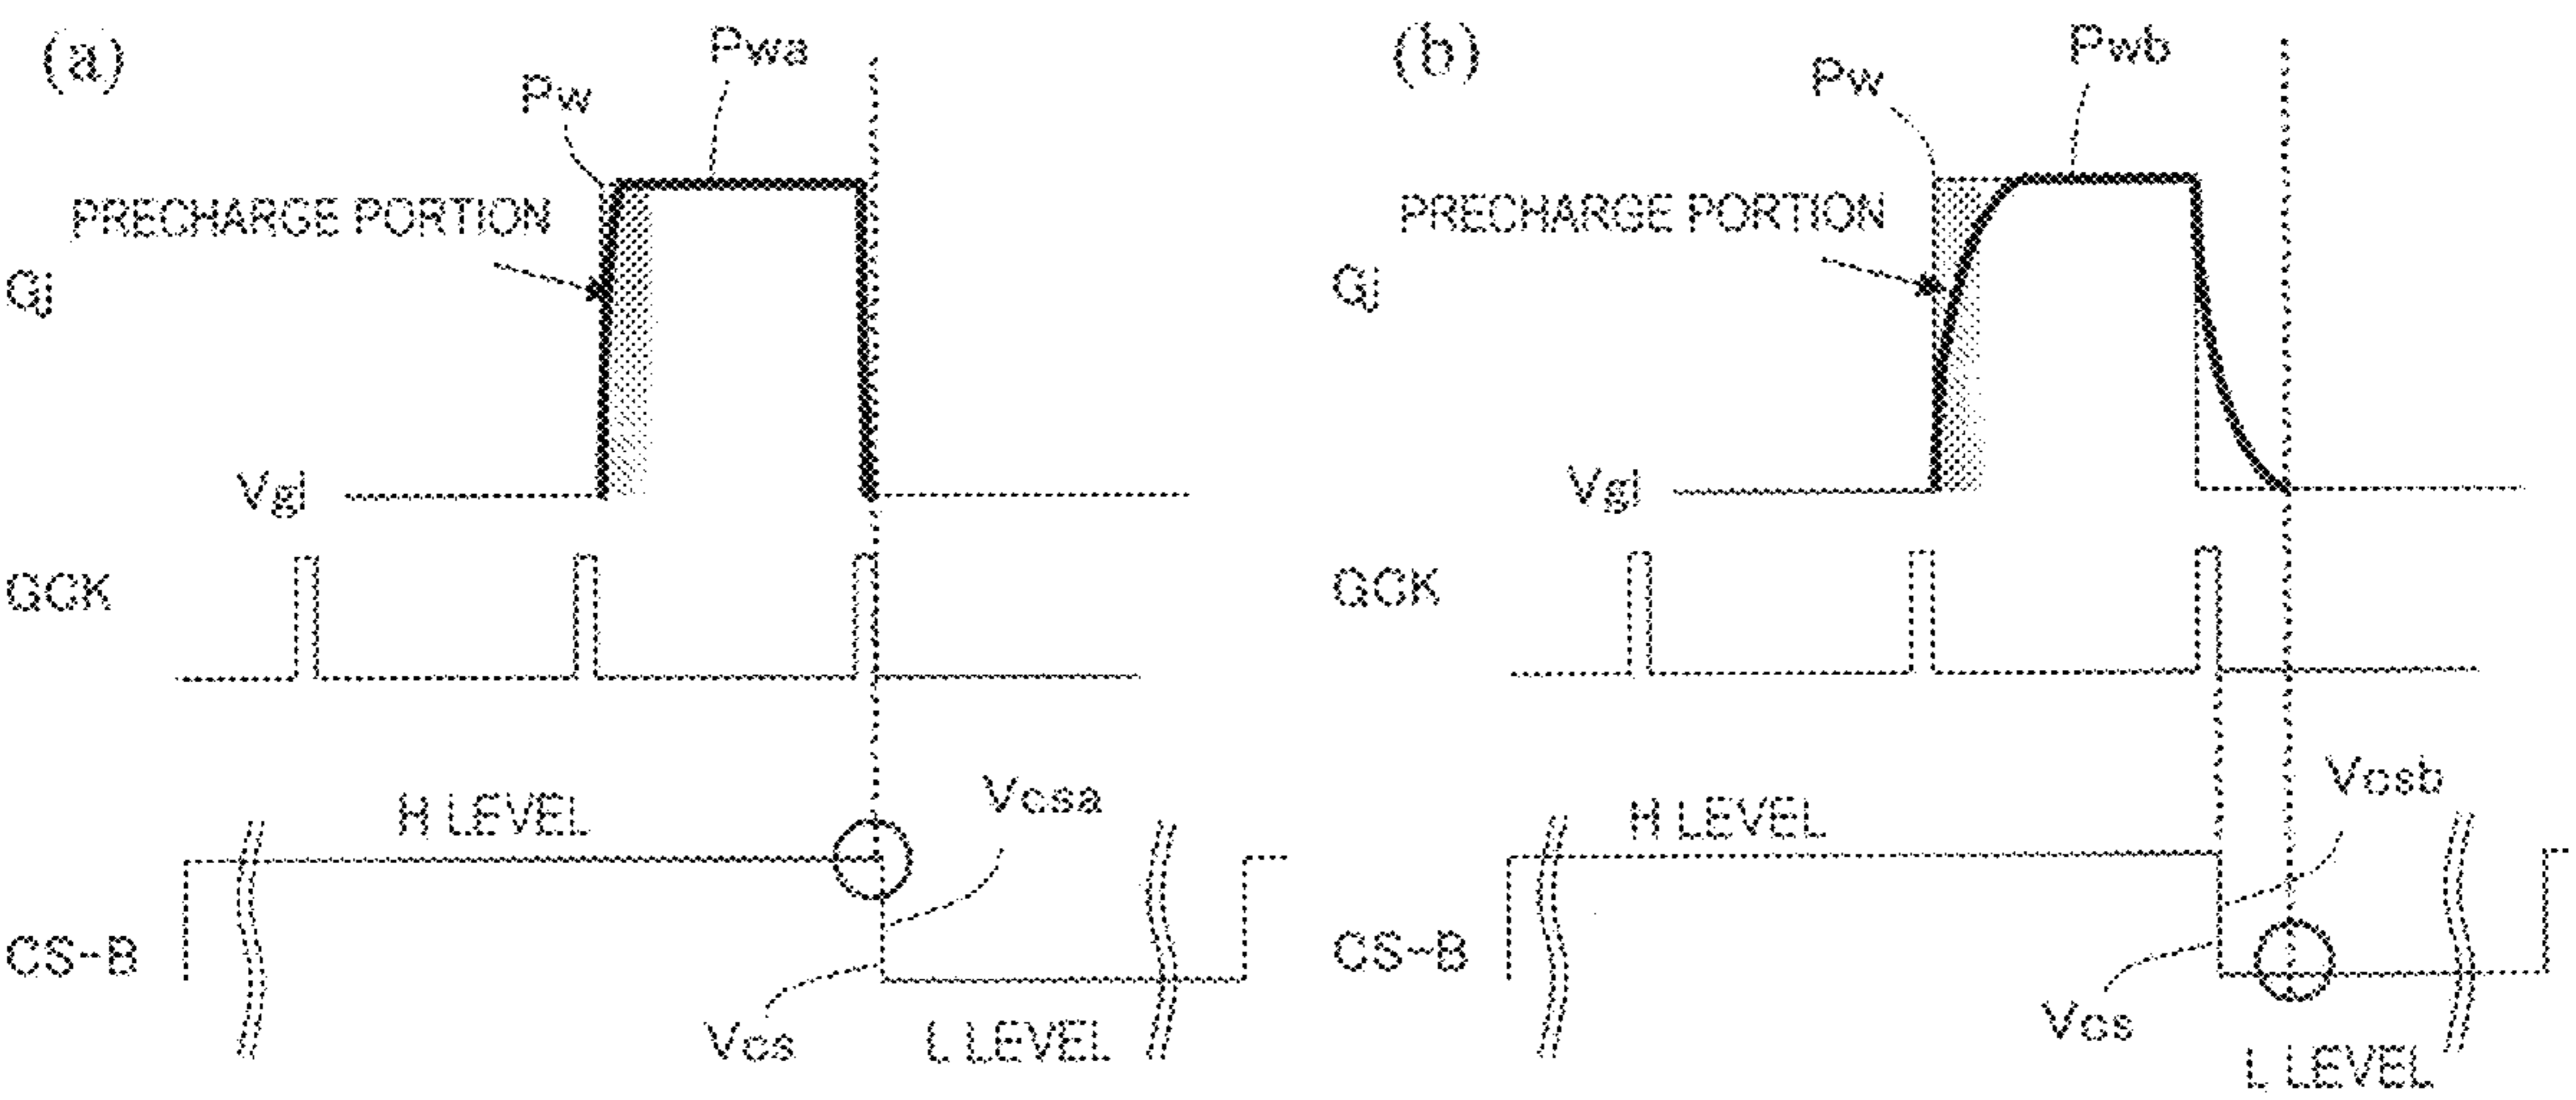 (a)
Pwa
Pw
PRECHARGE PORTION
Gj
Vgl
GCK
H LEVEL
Vcsa
CS-B
Vcs
L LEVEL
(b)
Pwb
Pw
PRECHARGE PORTION
Gj
Vgl
GCK
H LEVEL
Vcsb
CS-B
Vcs
L LEVEL